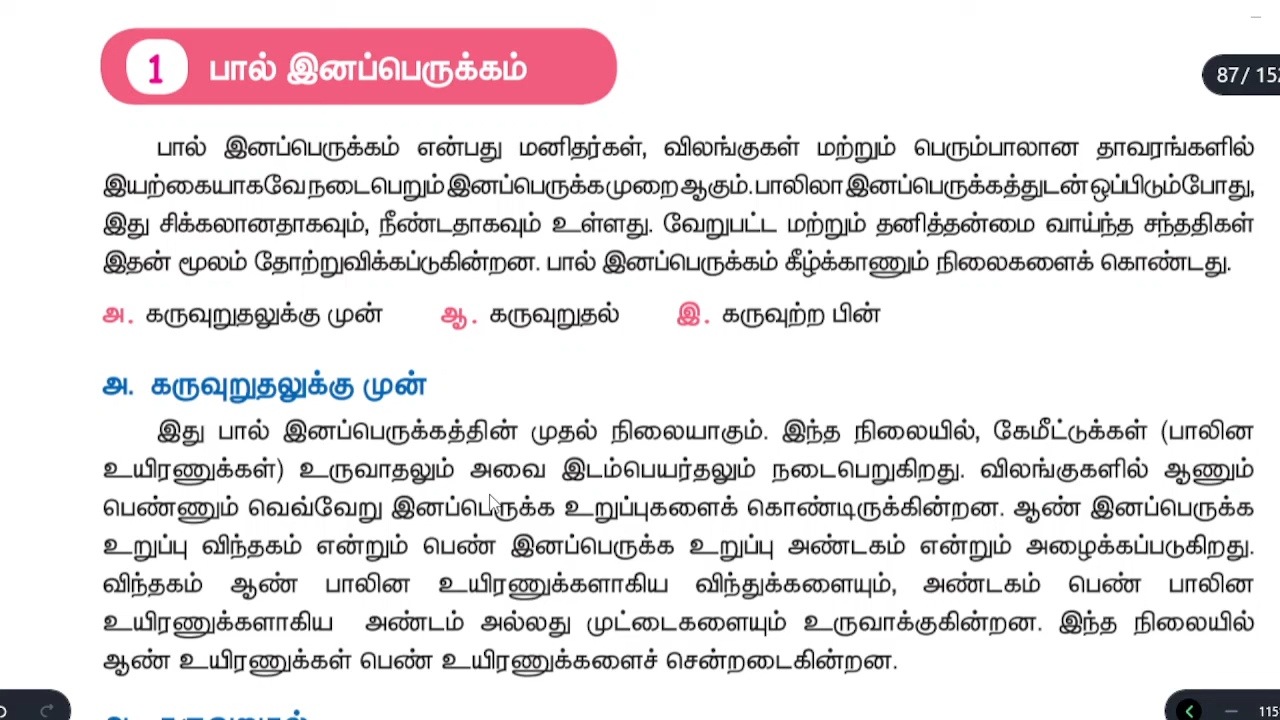 1 பால் இனப்பெருக்கம்
87/ 152
பால் இனப்பெருக்கம் என்பது மனிதர்கள், விலங்குகள் மற்றும் பெரும்பாலான தாவரங்களில்
இயற்கையாகவே நடைபெறும் இனப்பெருக்க முறை ஆகும். பாலிலா இனப்பெருக்கத்துடன் ஒப்பிடும்போது,
இது சிக்கலானதாகவும், நீண்டதாகவும் உள்ளது. வேறுபட்ட மற்றும் தனித்தன்மை வாய்ந்த சந்ததிகள்
இதன் மூலம் தோற்றுவிக்கப்படுகின்றன. பால் இனப்பெருக்கம் கீழ்க்காணும் நிலைகளைக் கொண்டது.
அ. கருவுறுதலுக்கு முன் ஆ. கருவுறுதல் இ. கருவுற்ற பின்
அ. கருவுறுதலுக்கு முன்
இது பால் இனப்பெருக்கத்தின் முதல் நிலையாகும். இந்த நிலையில், கேமீட்டுக்கள் (பாலின
உயிரணுக்கள்) உருவாதலும் அவை இடம்பெயர்தலும் நடைபெறுகிறது. விலங்குகளில் ஆணும்
பெண்ணும் வெவ்வேறு இனப்பெருக்க உறுப்புகளைக் கொண்டிருக்கின்றன. ஆண் இனப்பெருக்க
உறுப்பு விந்தகம் என்றும் பெண் இனப்பெருக்க உறுப்பு அண்டகம் என்றும் அழைக்கப்படுகிறது.
விந்தகம் ஆண் பாலின உயிரணுக்களாகிய விந்துக்களையும், அண்டகம் பெண் பாலின
உயிரணுக்களாகிய அண்டம் அல்லது முட்டைகளையும் உருவாக்குகின்றன. இந்த நிலையில்
ஆண் உயிரணுக்கள் பெண் உயிரணுக்களைச் சென்றடைகின்றன.